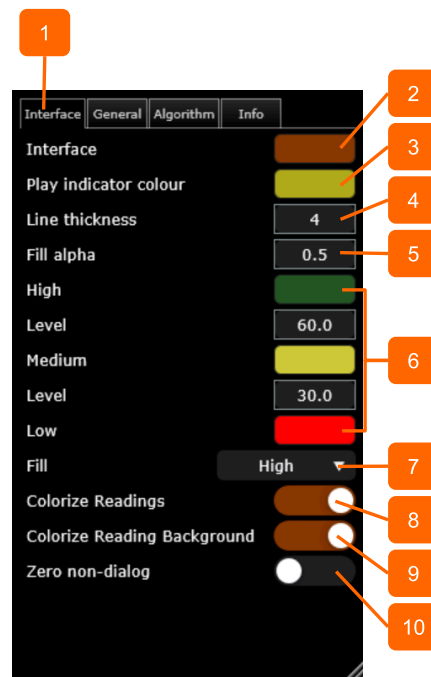 1
Interface General Algorithm Info
2
Interface
3
Play indicator colour
4
Line thickness 4
5
Fill alpha 0.5
High
Level 60.0
6
Medium
Level 30.0
Low
7
Fill High
8
Colorize Readings
Colorize Reading Background
9
Zero non-dialog
10